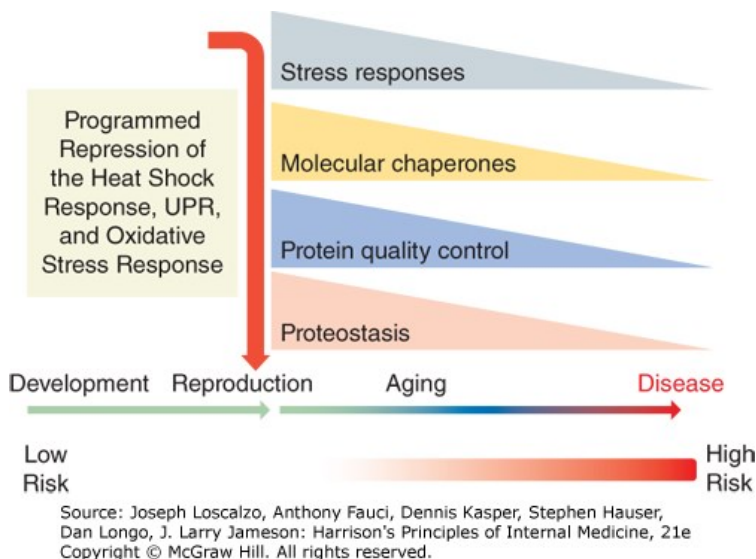 Stress responses
Programmed
Repression of
the Heat Shock
Response, UPR,
and Oxidative
Stress Response
Molecular chaperones
Protein quality control
Proteostasis
Development Reproduction Aging Disease
Low
Risk
High
Risk
Source: Joseph Loscalzo, Anthony Fauci, Dennis Kasper, Stephen Hauser,
Dan Longo, J. Larry Jameson: Harrison's Principles of Internal Medicine, 21e
Copyright © McGraw Hill. All rights reserved.